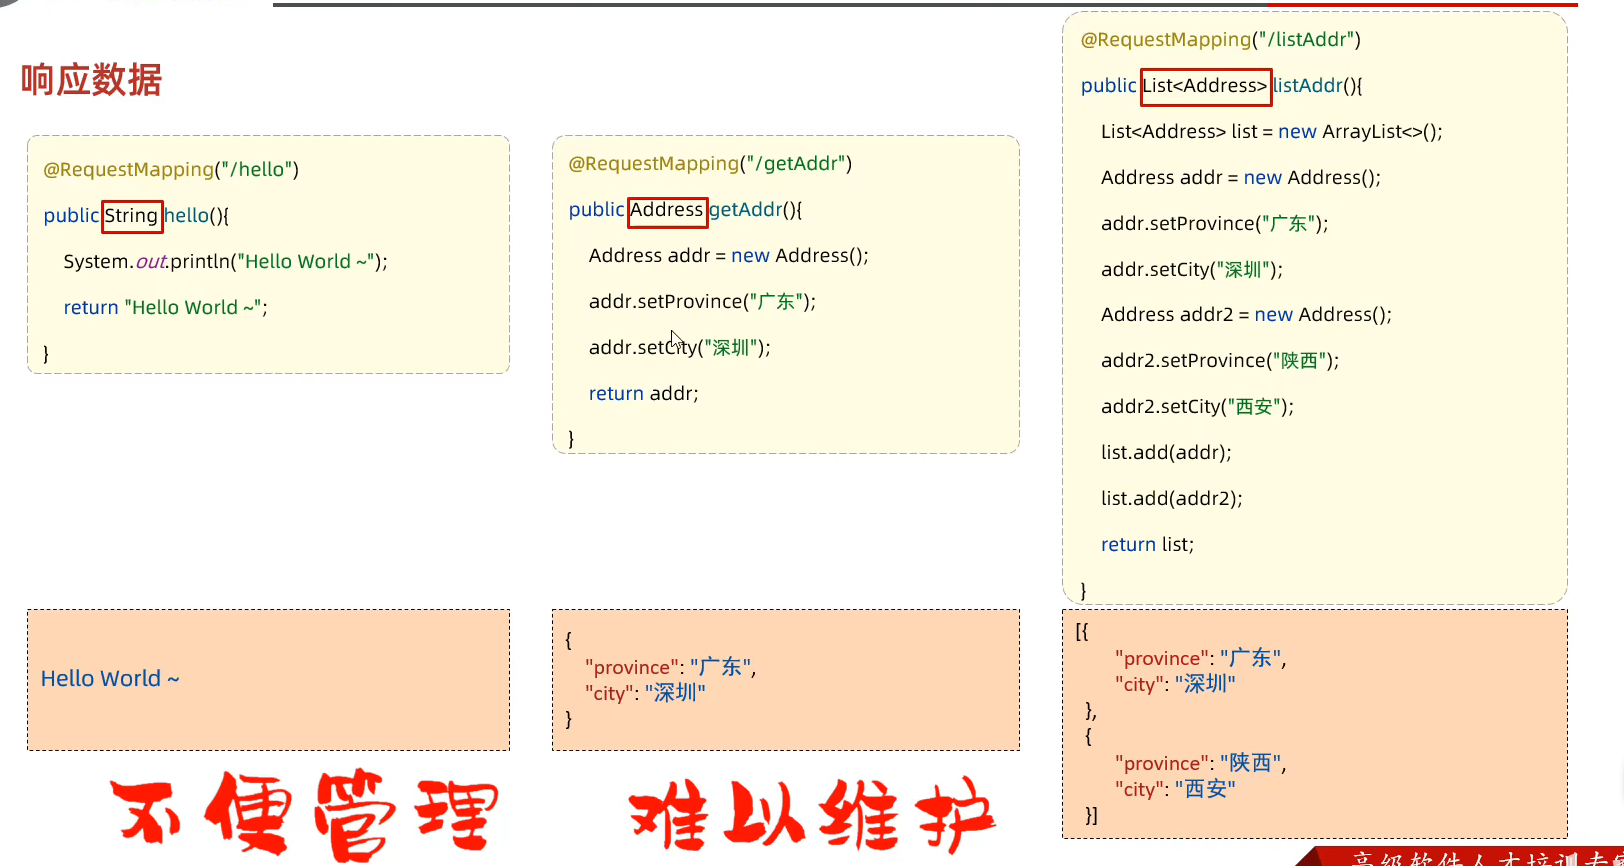 响应数据
@RequestMapping("/hello")
public String hello(){
System.out.println("Hello World ~");
return "Hello World ~";
}
Hello World ~
@RequestMapping("/getAddr")
public Address getAddr(){
Address addr = new Address();
addr.setProvince("广东");
addr.setCity("深圳");
return addr;
}
{
"province": "广东",
"city": "深圳"
}
@RequestMapping("/listAddr")
public List<Address> listAddr(){
List<Address> list = new ArrayList<>();
Address addr = new Address();
addr.setProvince("广东");
addr.setCity("深圳");
Address addr2 = new Address();
addr2.setProvince("陕西");
addr2.setCity("西安");
list.add(addr);
list.add(addr2);
return list;
}
[{
"province": "广东",
"city": "深圳"
},
{
"province": "陕西",
"city": "西安"
}]
不便管理
难以维护
高级软件人才培训专